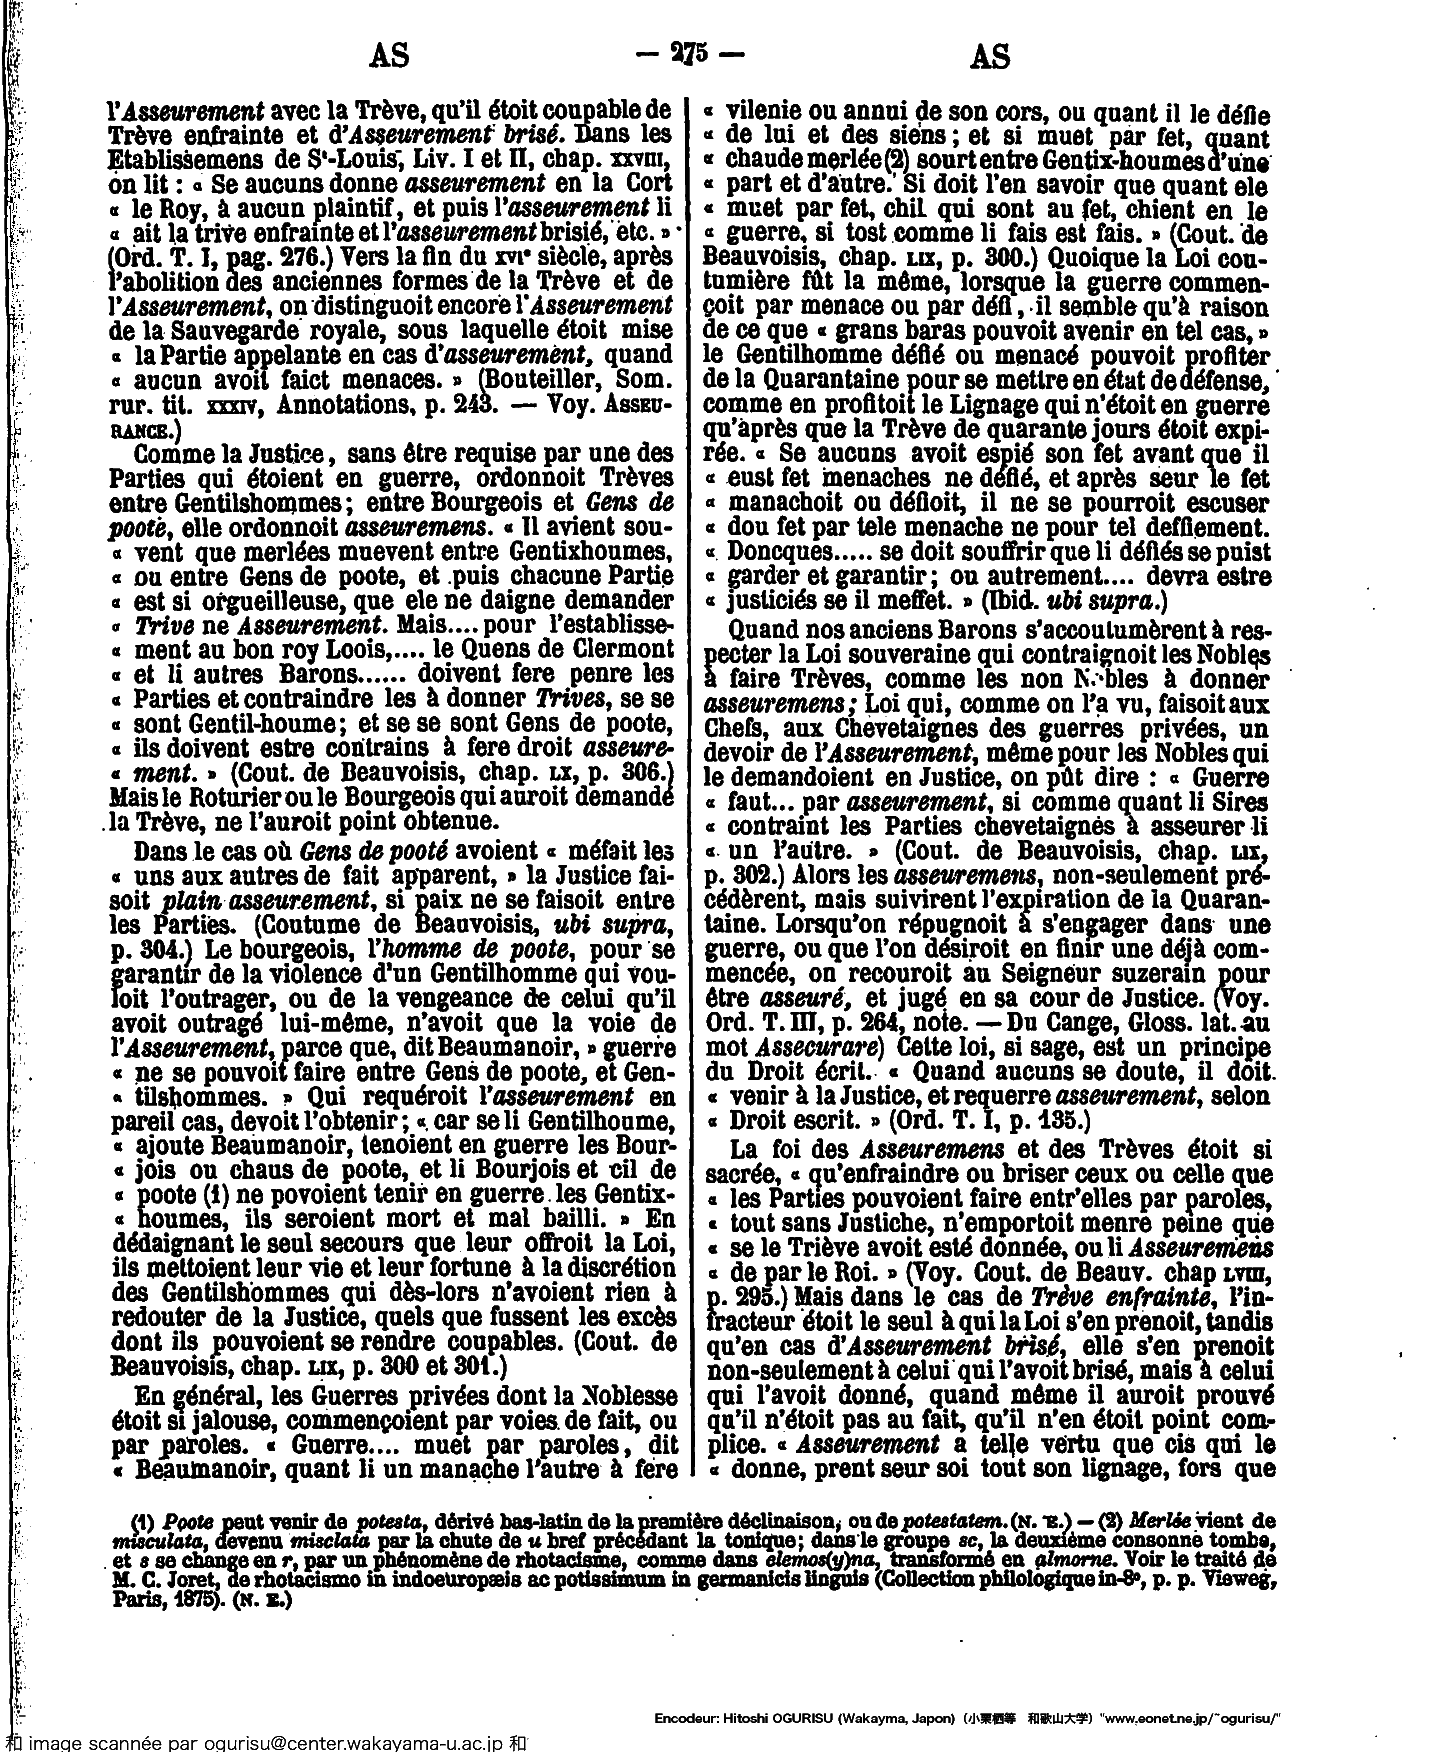 AS — 275 — AS
l'Asseurement avec la Trève, qu'il étoit coupable de
Trève enfrainte et d'Asseurement brisé. Dans les
Etablissemens de St-Louis, Liv. I et II, chap. XXVIII,
on lit : « Se aucuns donne asseurement en la Cort
« le Roy, à aucun plaintif, et puis l'asseurement li
« ait la trive enfrainte et l'asseurement brisié, etc. »
(Ord. T. I, pag. 276.) Vers la fin du XVIe siècle, après
l'abolition des anciennes formes de la Trève et de
l'Asseurement, on distinguoit encore l'Asseurement
de la Sauvegarde royale, sous laquelle étoit mise
« la Partie appelante en cas d'asseurement, quand
« aucun avoit faict menaces. » (Bouteiller, Som.
rur. tit. XXXIV, Annotations, p. 243. — Voy. ASSEU-
RANCE.)
Comme la Justice, sans être requise par une des
Parties qui étoient en guerre, ordonnoit Trèves
entre Gentilshommes ; entre Bourgeois et Gens de
poote, elle ordonnoit asseuremens. « Il avient sou-
« vent que merlées muevent entre Gentixhoumes,
« ou entre Gens de poote, et puis chacune Partie
« est si orgueilleuse, que ele ne daigne demander
« Trive ne Asseurement. Mais.... pour l'establisse-
« ment au bon roy Loois,.... le Quens de Clermont
« et li autres Barons...... doivent fere penre les
« Parties et contraindre les à donner Trives, se se
« sont Gentil-houme ; et se se sont Gens de poote,
« ils doivent estre contrains à fere droit asseure-
« ment. » (Cout. de Beauvoisis, chap. LX, p. 306.)
Mais le Roturier ou le Bourgeois qui auroit demandé
la Trève, ne l'auroit point obtenue.
Dans le cas où Gens de pooté avoient « méfait les
« uns aux autres de fait apparent, » la Justice fai-
soit plain asseurement, si paix ne se faisoit entre
les Parties. (Coutume de Beauvoisis, ubi supra,
p. 304.) Le bourgeois, l'homme de poote, pour se
garantir de la violence d'un Gentilhomme qui vou-
loit l'outrager, ou de la vengeance de celui qu'il
avoit outragé lui-même, n'avoit que la voie de
l'Asseurement, parce que, dit Beaumanoir, » guerre
« ne se pouvoit faire entre Gens de poote, et Gen-
« tilshommes. » Qui requéroit l'asseurement en
pareil cas, devoit l'obtenir ; « car se li Gentilhoume,
« ajoute Beaumanoir, tenoient en guerre les Bour-
« jois ou chaus de poote, et li Bourjois et cil de
« poote (1) ne povoient tenir en guerre les Gentix-
« houmes, ils seroient mort et mal bailli. » En
dédaignant le seul secours que leur offroit la Loi,
ils mettoient leur vie et leur fortune à la discrétion
des Gentilshommes qui dès-lors n'avoient rien à
redouter de la Justice, quels que fussent les excès
dont ils pouvoient se rendre coupables. (Cout. de
Beauvoisis, chap. LIX, p. 300 et 301.)
En général, les Guerres privées dont la Noblesse
étoit si jalouse, commençoient par voies de fait, ou
par paroles. « Guerre.... muet par paroles, dit
« Beaumanoir, quant li un manache l'autre à fere
« vilenie ou annui de son cors, ou quant il le défie
« de lui et des siens ; et si muet par fet, quant
« chaude merlée (2) sourt entre Gentix-houmes d'une
« part et d'autre. Si doit l'en savoir que quant ele
« muet par fet, chil qui sont au fet, chient en le
« guerre, si tost comme li fais est fais. » (Cout. de
Beauvoisis, chap. LIX, p. 300.) Quoique la Loi cou-
tumière fût la même, lorsque la guerre commen-
çoit par menace ou par défi, il semble qu'à raison
de ce que « grans baras pouvoit avenir en tel cas, »
le Gentilhomme défié ou menacé pouvoit profiter
de la Quarantaine pour se mettre en état de défense,
comme en profitoit le Lignage qui n'étoit en guerre
qu'après que la Trève de quarante jours étoit expi-
rée. « Se aucuns avoit espié son fet avant que il
« eust fet menaches ne défié, et après seur le fet
« manachoit ou défioit, il ne se pourroit escuser
« dou fet par tele menache ne pour tel deffiement.
« Doncques..... se doit souffrir que li défiés se puist
« garder et garantir ; ou autrement.... devra estre
« justiciés se il meffet. » (Ibid. ubi supra.)
Quand nos anciens Barons s'accoutumèrent à res-
pecter la Loi souveraine qui contraignoit les Nobles
à faire Trèves, comme les non Nobles à donner
asseuremens ; Loi qui, comme on l'a vu, faisoit aux
Chefs, aux Chevetaignes des guerres privées, un
devoir de l'Asseurement, même pour les Nobles qui
le demandoient en Justice, on pût dire : « Guerre
« faut... par asseurement, si comme quant li Sires
« contraint les Parties chevetaignes à asseurer li
« un l'autre. » (Cout. de Beauvoisis, chap. LIX,
p. 302.) Alors les asseuremens, non-seulement pré-
cédèrent, mais suivirent l'expiration de la Quaran-
taine. Lorsqu'on répugnoit à s'engager dans une
guerre, ou que l'on désiroit en finir une déjà com-
mencée, on recouroit au Seigneur suzerain pour
être asseuré, et jugé en sa cour de Justice. (Voy.
Ord. T. III, p. 264, note. — Du Cange, Gloss. lat. au
mot Assecurare) Cette loi, si sage, est un principe
du Droit écrit. « Quand aucuns se doute, il doit
« venir à la Justice, et requerre asseurement, selon
« Droit escrit. » (Ord. T. I, p. 135.)
La foi des Asseuremens et des Trèves étoit si
sacrée, « qu'enfraindre ou briser ceux ou celle que
« les Parties pouvoient faire entr'elles par paroles,
« tout sans Justiche, n'emportoit menre peine que
« se le Triève avoit esté donnée, ou li Asseuremens
« de par le Roi. » (Voy. Cout. de Beauv. chap LVIII,
p. 295.) Mais dans le cas de Trêve enfrainte, l'in-
fracteur étoit le seul à qui la Loi s'en prenoit, tandis
qu'en cas d'Asseurement brisé, elle s'en prenoit
non-seulement à celui qui l'avoit brisé, mais à celui
qui l'avoit donné, quand même il auroit prouvé
qu'il n'étoit pas au fait, qu'il n'en étoit point com-
plice. « Asseurement a telle vertu que cis qui le
« donne, prent seur soi tout son lignage, fors que
(1) Poote peut venir de potesta, dérivé bas-latin de la première déclinaison, ou de potestatem. (N. E.) — (2) Merlée vient de
misculata, devenu misclata par la chute de u bref précédant la tonique ; dans le groupe sc, la deuxième consonne tombe,
et s se change en r, par un phénomène de rhotacisme, comme dans elemos(y)na, transformé en almorne. Voir le traité de
M. C. Joret, de rhotacismo in indoeuropæis ac potissimum in germanicis linguis (Collection philologique in-8°, p. p. Vieweg,
Paris, 1875). (N. E.)
Encodeur: Hitoshi OGURISU (Wakayma, Japon) (小栗栖等 和歌山大学) "www.eonet.ne.jp/~ogurisu/"
和 image scannée par ogurisu@center.wakayama-u.ac.jp 和